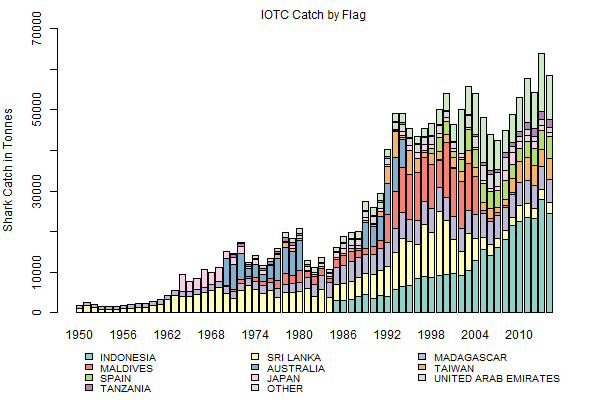 IOTC Catch by Flag
Shark Catch in Tonnes
70000
50000
30000
10000
0
1950 1956 1962 1968 1974 1980 1986 1992 1998 2004 2010
INDONESIA SRI LANKA MADAGASCAR
MALDIVES AUSTRALIA TAIWAN
SPAIN JAPAN UNITED ARAB EMIRATES
TANZANIA OTHER